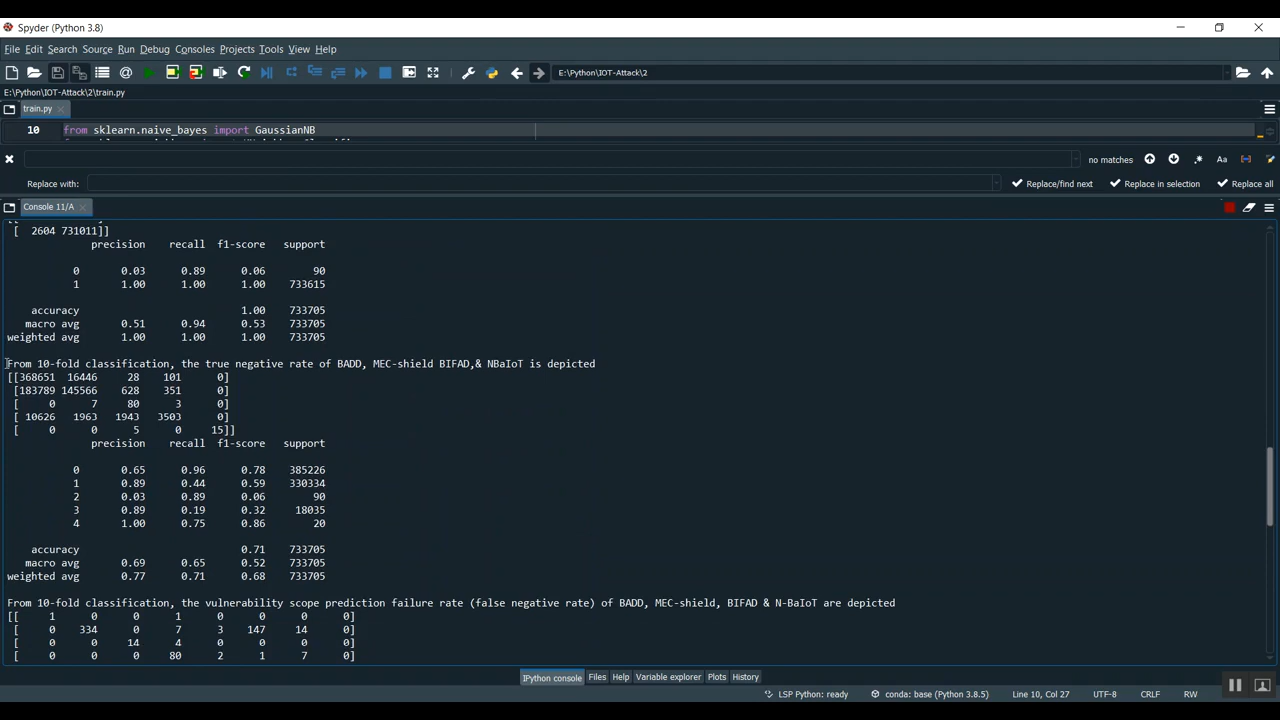 Spyder (Python 3.8)
File Edit Search Source Run Debug Consoles Projects Tools View Help
E:\Python\IOT-Attack\2
E:\Python\IOT-Attack\2\train.py
train.py
10 from sklearn.naive_bayes import GaussianNB
no matches
Aa
Replace with:
Replace/find next
Replace in selection
Replace all
Console 11/A
[ 2604 731011]]
precision recall f1-score support
0 0.03 0.89 0.06 90
1 1.00 1.00 1.00 733615
accuracy 1.00 733705
macro avg 0.51 0.94 0.53 733705
weighted avg 1.00 1.00 1.00 733705
From 10-fold classification, the true negative rate of BADD, MEC-shield BIFAD,& NBaIoT is depicted
[[368651 16446 28 101 0]
[183789 145566 628 351 0]
[ 0 7 80 3 0]
[ 10626 1963 1943 3503 0]
[ 0 0 5 0 15]]
precision recall f1-score support
0 0.65 0.96 0.78 385226
1 0.89 0.44 0.59 330334
2 0.03 0.89 0.06 90
3 0.89 0.19 0.32 18035
4 1.00 0.75 0.86 20
accuracy 0.71 733705
macro avg 0.69 0.65 0.52 733705
weighted avg 0.77 0.71 0.68 733705
From 10-fold classification, the vulnerability scope prediction failure rate (false negative rate) of BADD, MEC-shield, BIFAD & N-BaIoT are depicted
[[ 1 0 0 1 0 0 0 0]
[ 0 334 0 7 3 147 14 0]
[ 0 0 14 4 0 0 0 0]
[ 0 0 0 80 2 1 7 0]
IPython console Files Help Variable explorer Plots History
LSP Python: ready conda: base (Python 3.8.5) Line 10, Col 27 UTF-8 CRLF RW